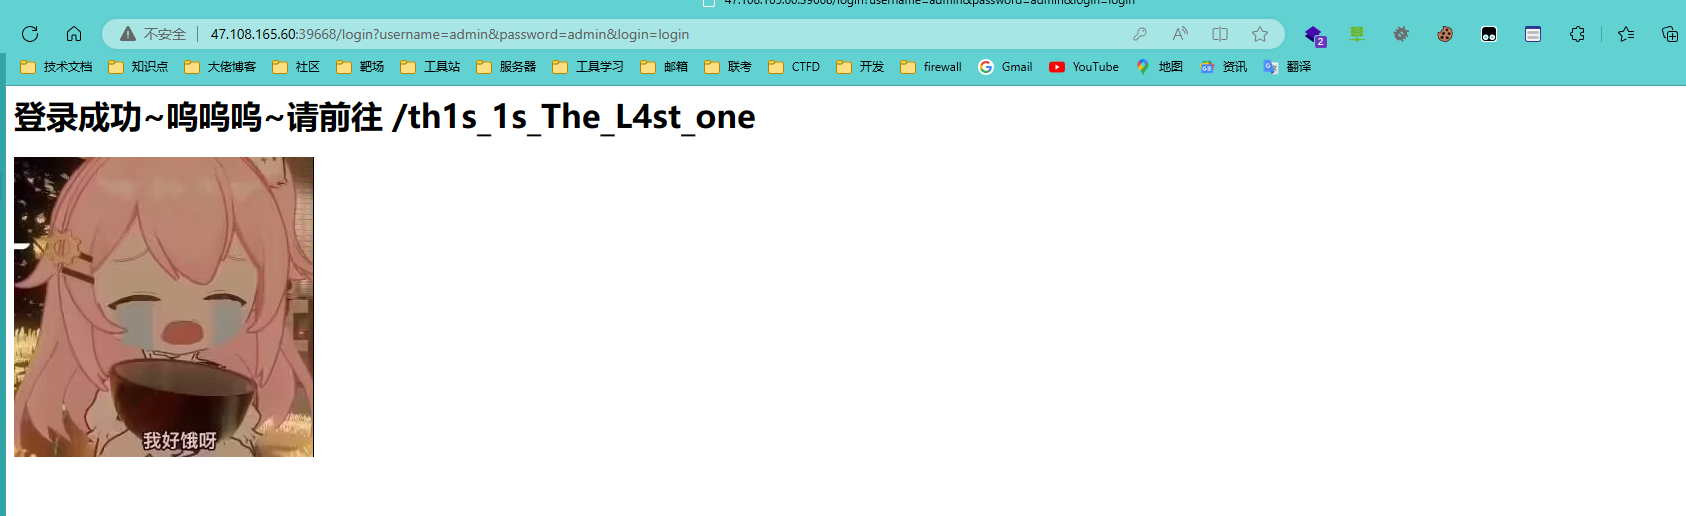 47.108.165.60:39668/login?username=admin&password=admin&login=login
不安全 47.108.165.60:39668/login?username=admin&password=admin&login=login 2
技术文档 知识点 大佬博客 社区 靶场 工具站 服务器 工具学习 邮箱 联考 CTFD 开发 firewall Gmail YouTube 地图 资讯 翻译
登录成功~呜呜呜~请前往 /th1s_1s_The_L4st_one
我好饿呀